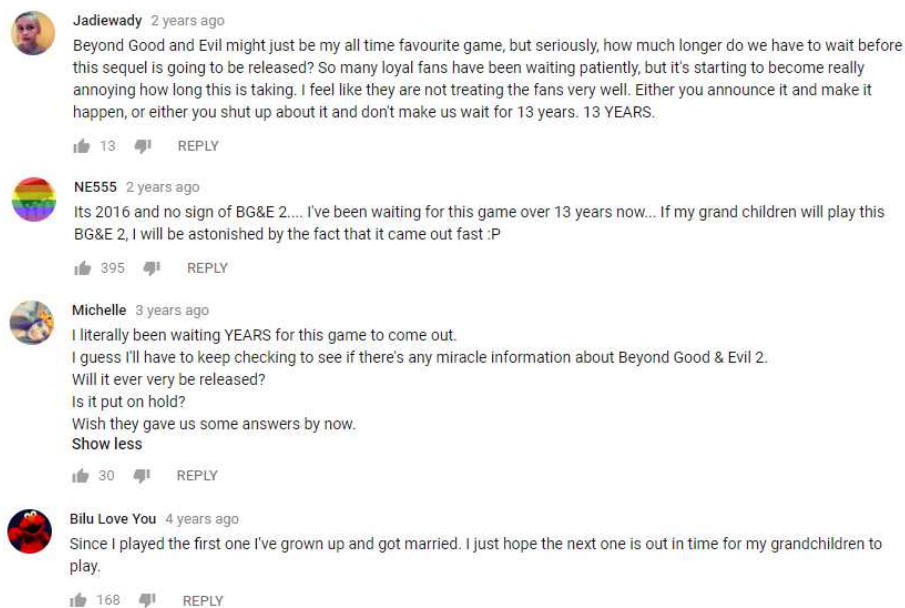 Jadiewady 2 years ago
Beyond Good and Evil might just be my all time favourite game, but seriously, how much longer do we have to wait before
this sequel is going to be released? So many loyal fans have been waiting patiently, but it's starting to become really
annoying how long this is taking. I feel like they are not treating the fans very well. Either you announce it and make it
happen, or either you shut up about it and don't make us wait for 13 years. 13 YEARS.
13 REPLY
NE555 2 years ago
Its 2016 and no sign of BG&E 2.... I've been waiting for this game over 13 years now... If my grand children will play this
BG&E 2, I will be astonished by the fact that it came out fast :P
395 REPLY
Michelle 3 years ago
I literally been waiting YEARS for this game to come out.
I guess I'll have to keep checking to see if there's any miracle information about Beyond Good & Evil 2.
Will it ever very be released?
Is it put on hold?
Wish they gave us some answers by now.
Show less
30 REPLY
Bilu Love You 4 years ago
Since I played the first one I've grown up and got married. I just hope the next one is out in time for my grandchildren to
play.
168 REPLY